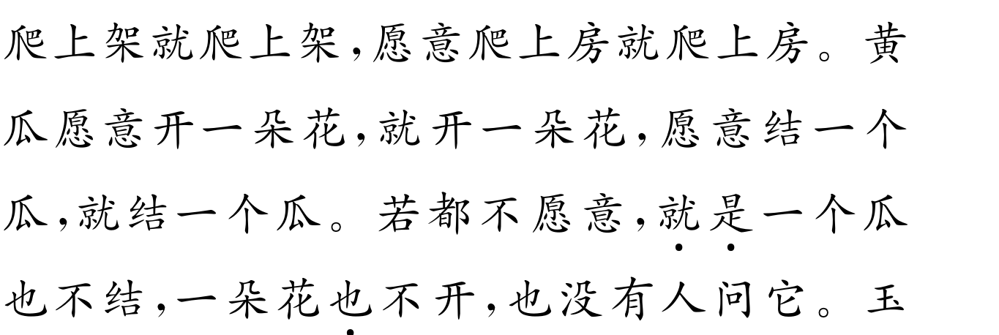 爬上架就爬上架，愿意爬上房就爬上房。黄
瓜愿意开一朵花，就开一朵花，愿意结一个
瓜，就结一个瓜。若都不愿意，就是一个瓜
也不结，一朵花也不开，也没有人问它。玉